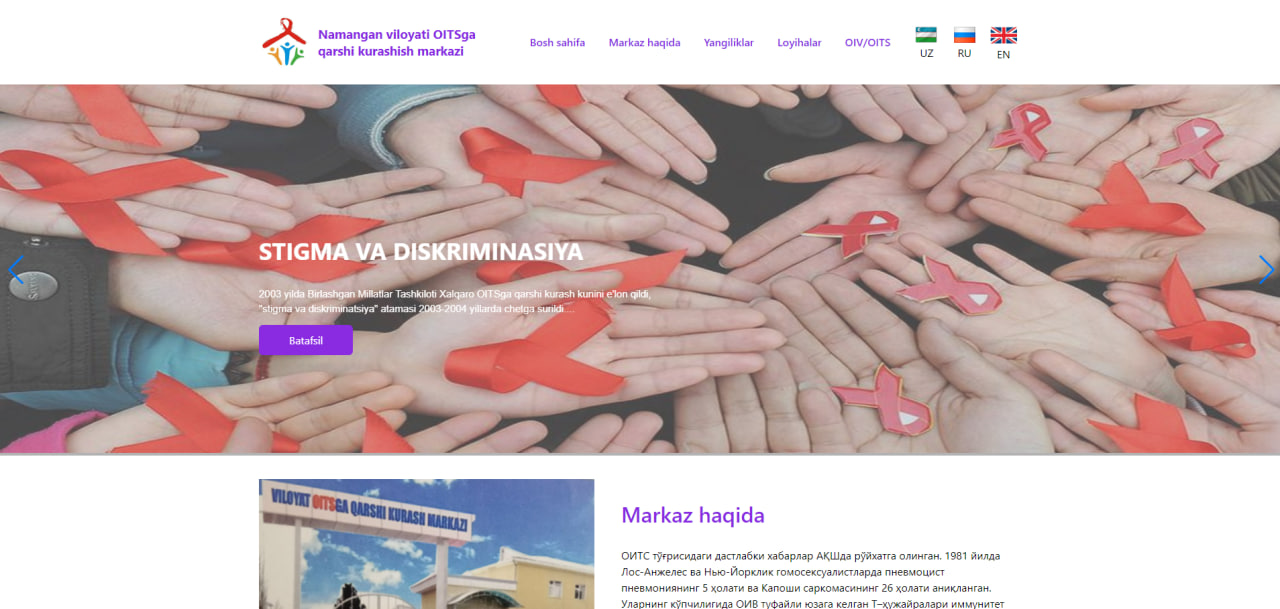 Namangan viloyati OITSga
qarshi kurashish markazi
Bosh sahifa
Markaz haqida
Yangiliklar
Loyihalar
OIV/OITS
UZ
RU
EN
STIGMA VA DISKRIMINASIYA
2003 yilda Birlashgan Millatlar Tashkiloti Xalqaro OITSga qarshi kurash kunini e'lon qildi,
"stigma va diskriminatsiya" atamasi 2003-2004 yillarda chetga surildi....
Batafsil
VILOYAT OITSGA QARSHI KURASH MARKAZI
Markaz haqida
ОИТС тўғрисидаги дастлабки хабарлар АҚШда рўйхатга олинган. 1981 йилда
Лос-Анжелес ва Нью-Йорклик гомосексуалистларда пневмоцист
пневмониянинг 5 ҳолати ва Капоши саркомасининг 26 ҳолати аниқланган.
Уларнинг кўпчилигида ОИВ туфайли юзага келган Т–ҳужайралари иммунитет